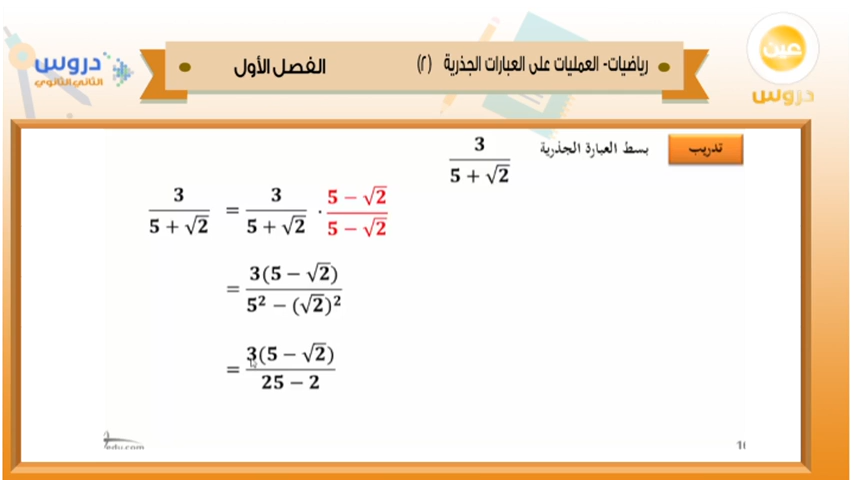 عين
دروس
رياضيات- العمليات على العبارات الجذرية (٢)
الفصل الأول
دروس
الثاني الثانوي
تدريب
بسط العبارة الجذرية 3/(5 + √2)
3/(5 + √2) = 3/(5 + √2) · (5 − √2)/(5 − √2)
= 3(5 − √2)/(5² − (√2)²)
= 3(5 − √2)/(25 − 2)
edu.com